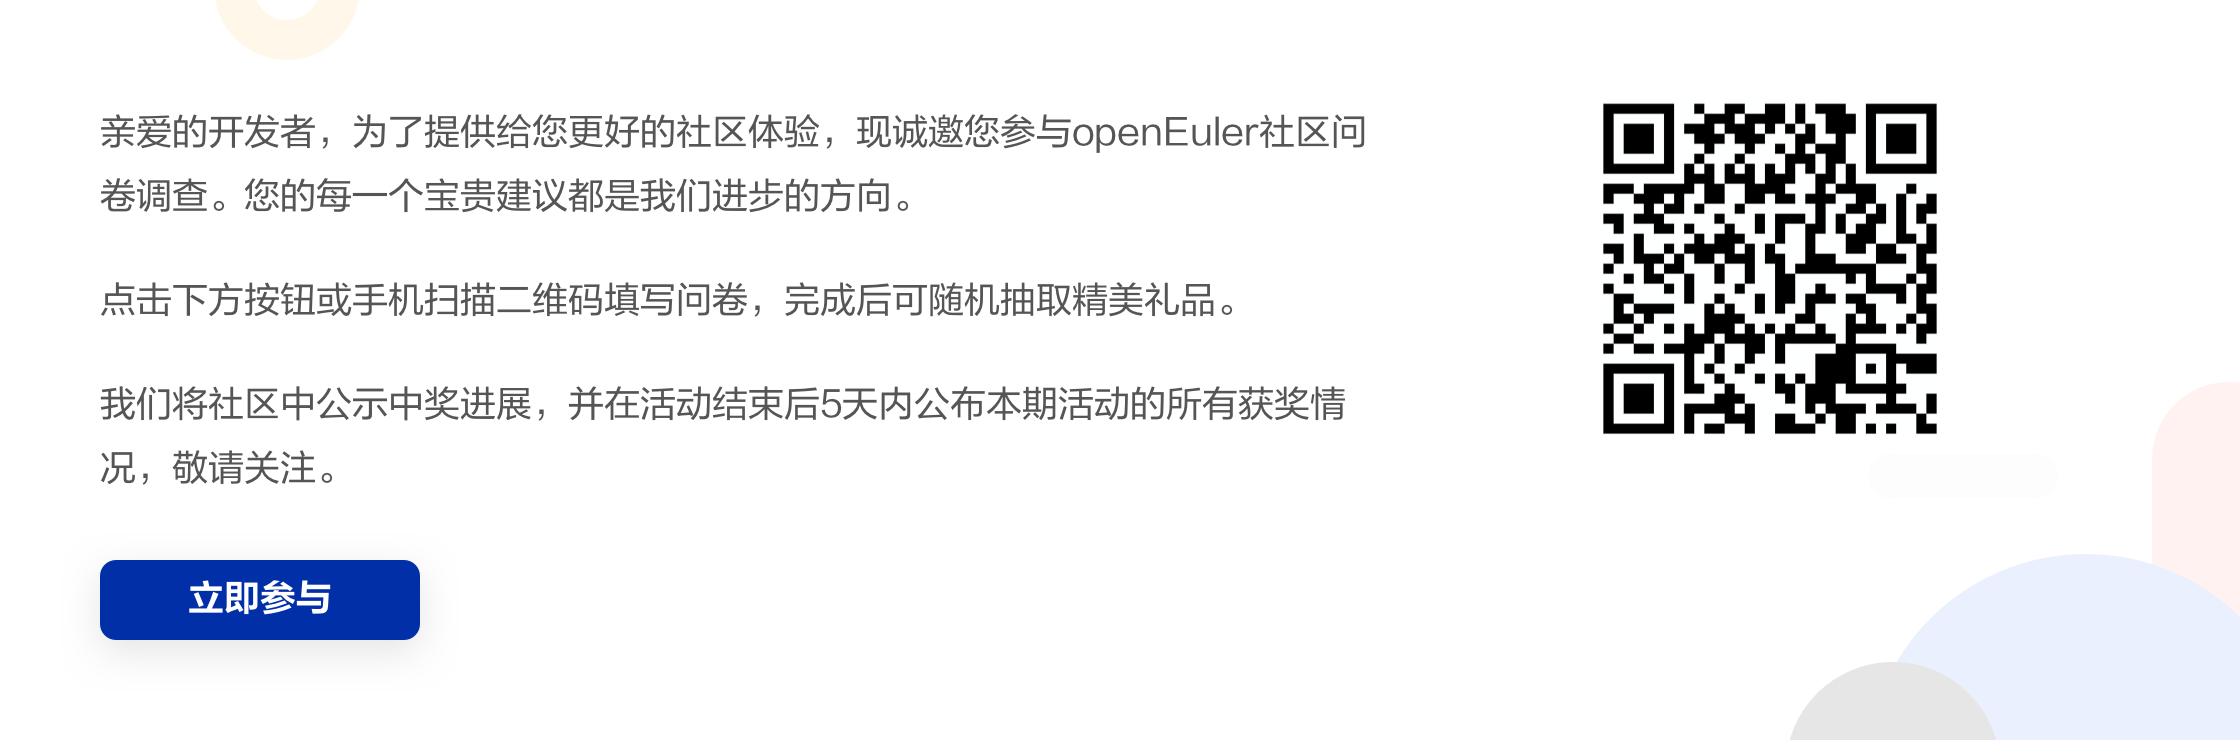 亲爱的开发者，为了提供给您更好的社区体验，现诚邀您参与openEuler社区问
卷调查。您的每一个宝贵建议都是我们进步的方向。
点击下方按钮或手机扫描二维码填写问卷，完成后可随机抽取精美礼品。
我们将社区中公示中奖进展，并在活动结束后5天内公布本期活动的所有获奖情
况，敬请关注。
立即参与